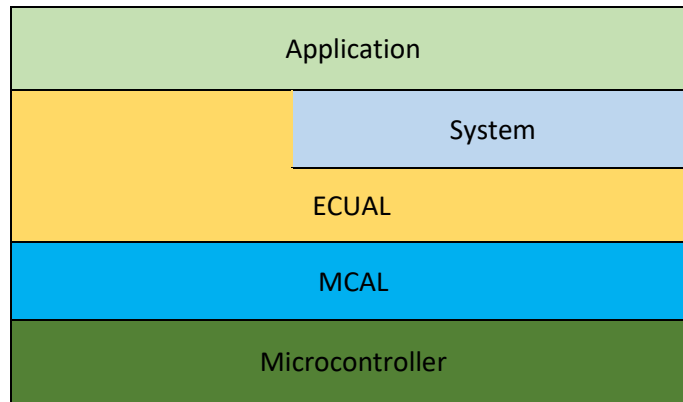 Application
System
ECUAL
MCAL
Microcontroller